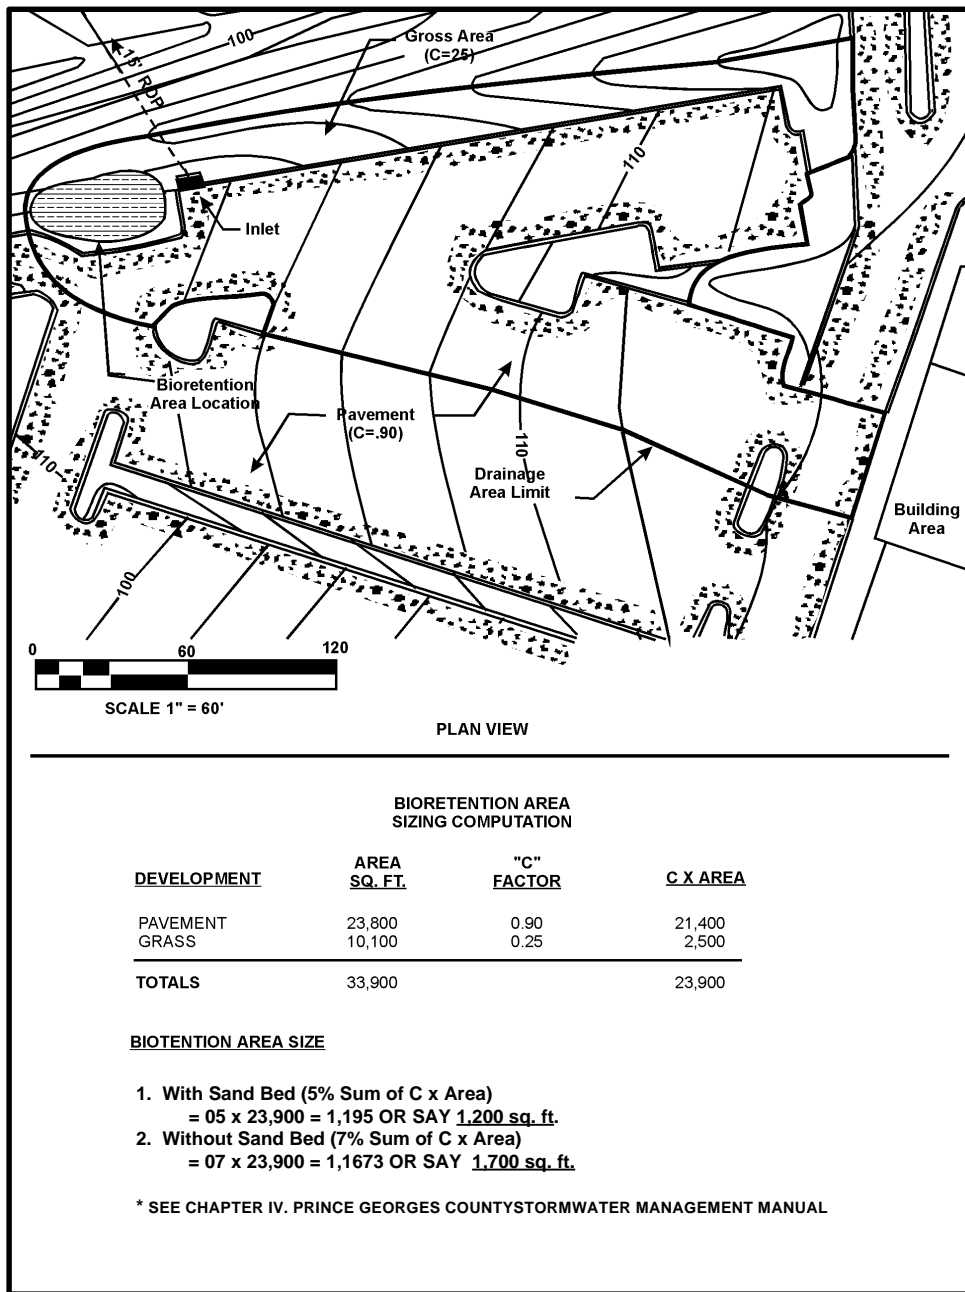 100
Gross Area
(C=25)
15' RDP
110
Inlet
Bioretention
Area Location
Pavement
(C=.90)
110
110
Drainage
Area Limit
Building
Area
100
0 60 120
SCALE 1" = 60'
PLAN VIEW
BIORETENTION AREA
SIZING COMPUTATION
DEVELOPMENT AREA SQ. FT. "C" FACTOR C X AREA
PAVEMENT 23,800 0.90 21,400
GRASS 10,100 0.25 2,500
TOTALS 33,900 23,900
BIOTENTION AREA SIZE
1. With Sand Bed (5% Sum of C x Area)
= 05 x 23,900 = 1,195 OR SAY 1,200 sq. ft.
2. Without Sand Bed (7% Sum of C x Area)
= 07 x 23,900 = 1,1673 OR SAY 1,700 sq. ft.
* SEE CHAPTER IV. PRINCE GEORGES COUNTYSTORMWATER MANAGEMENT MANUAL